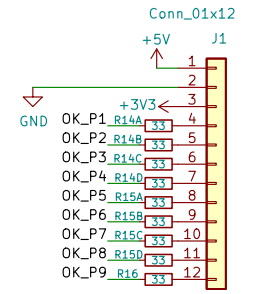 Conn_01x12
+5V J1
1
2
GND
+3V3 3
OK_P1 R14A 33 4
OK_P2 R14B 33 5
OK_P3 R14C 33 6
OK_P4 R14D 33 7
OK_P5 R15A 33 8
OK_P6 R15B 33 9
OK_P7 R15C 33 10
OK_P8 R15D 33 11
OK_P9 R16 33 12